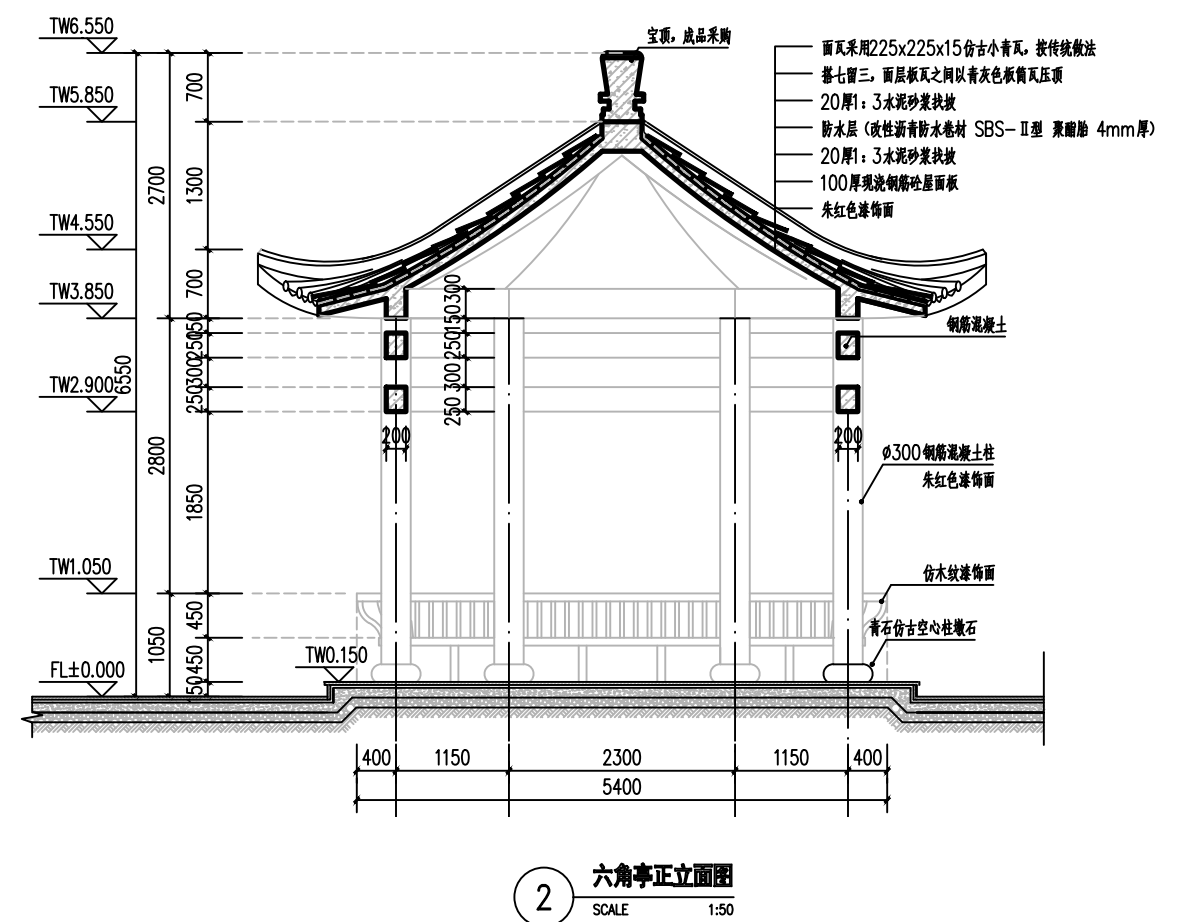 TW6.550
宝顶，成品采购
面瓦采用225x225x15仿古小青瓦，按传统做法
搭七留三，面层板瓦之间以青灰色板筒瓦压顶
20厚1：3水泥砂浆找坡
防水层（改性沥青防水卷材 SBS-Ⅱ型 聚酯胎 4mm厚）
20厚1：3水泥砂浆找坡
100厚现浇钢筋砼屋面板
朱红色漆饰面
TW5.850
TW4.550
TW3.850
TW2.900
TW1.050
FL±0.000
TW0.150
6550
2700
2800
1050
700
1300
700
150
250
300
250
1850
450
450
150
300
150
250
300
250
200
200
钢筋混凝土
ø300钢筋混凝土柱
朱红色漆饰面
仿木纹漆饰面
青石仿古空心柱墩石
400
1150
2300
1150
400
5400
2
六角亭正立面图
SCALE 1:50